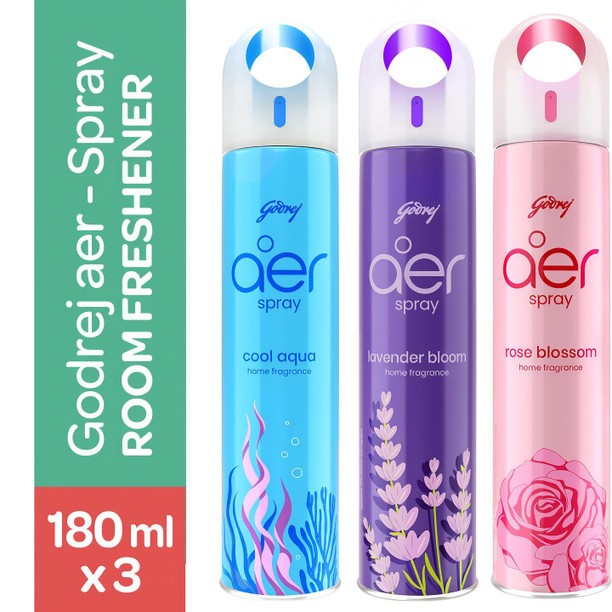 Godrej aer - Spray
ROOM FRESHENER
180 ml
x 3
Godrej
aer
spray
cool aqua
home fragrance
Godrej
aer
spray
lavender bloom
home fragrance
Godrej
aer
spray
rose blossom
home fragrance